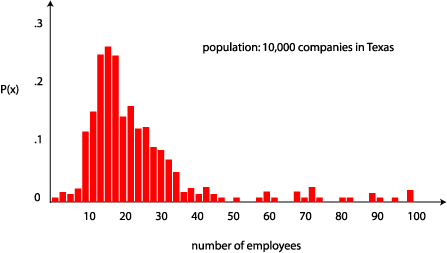 .3
population: 10,000 companies in Texas
.2
P(x)
.1
0
10 20 30 40 50 60 70 80 90 100
number of employees